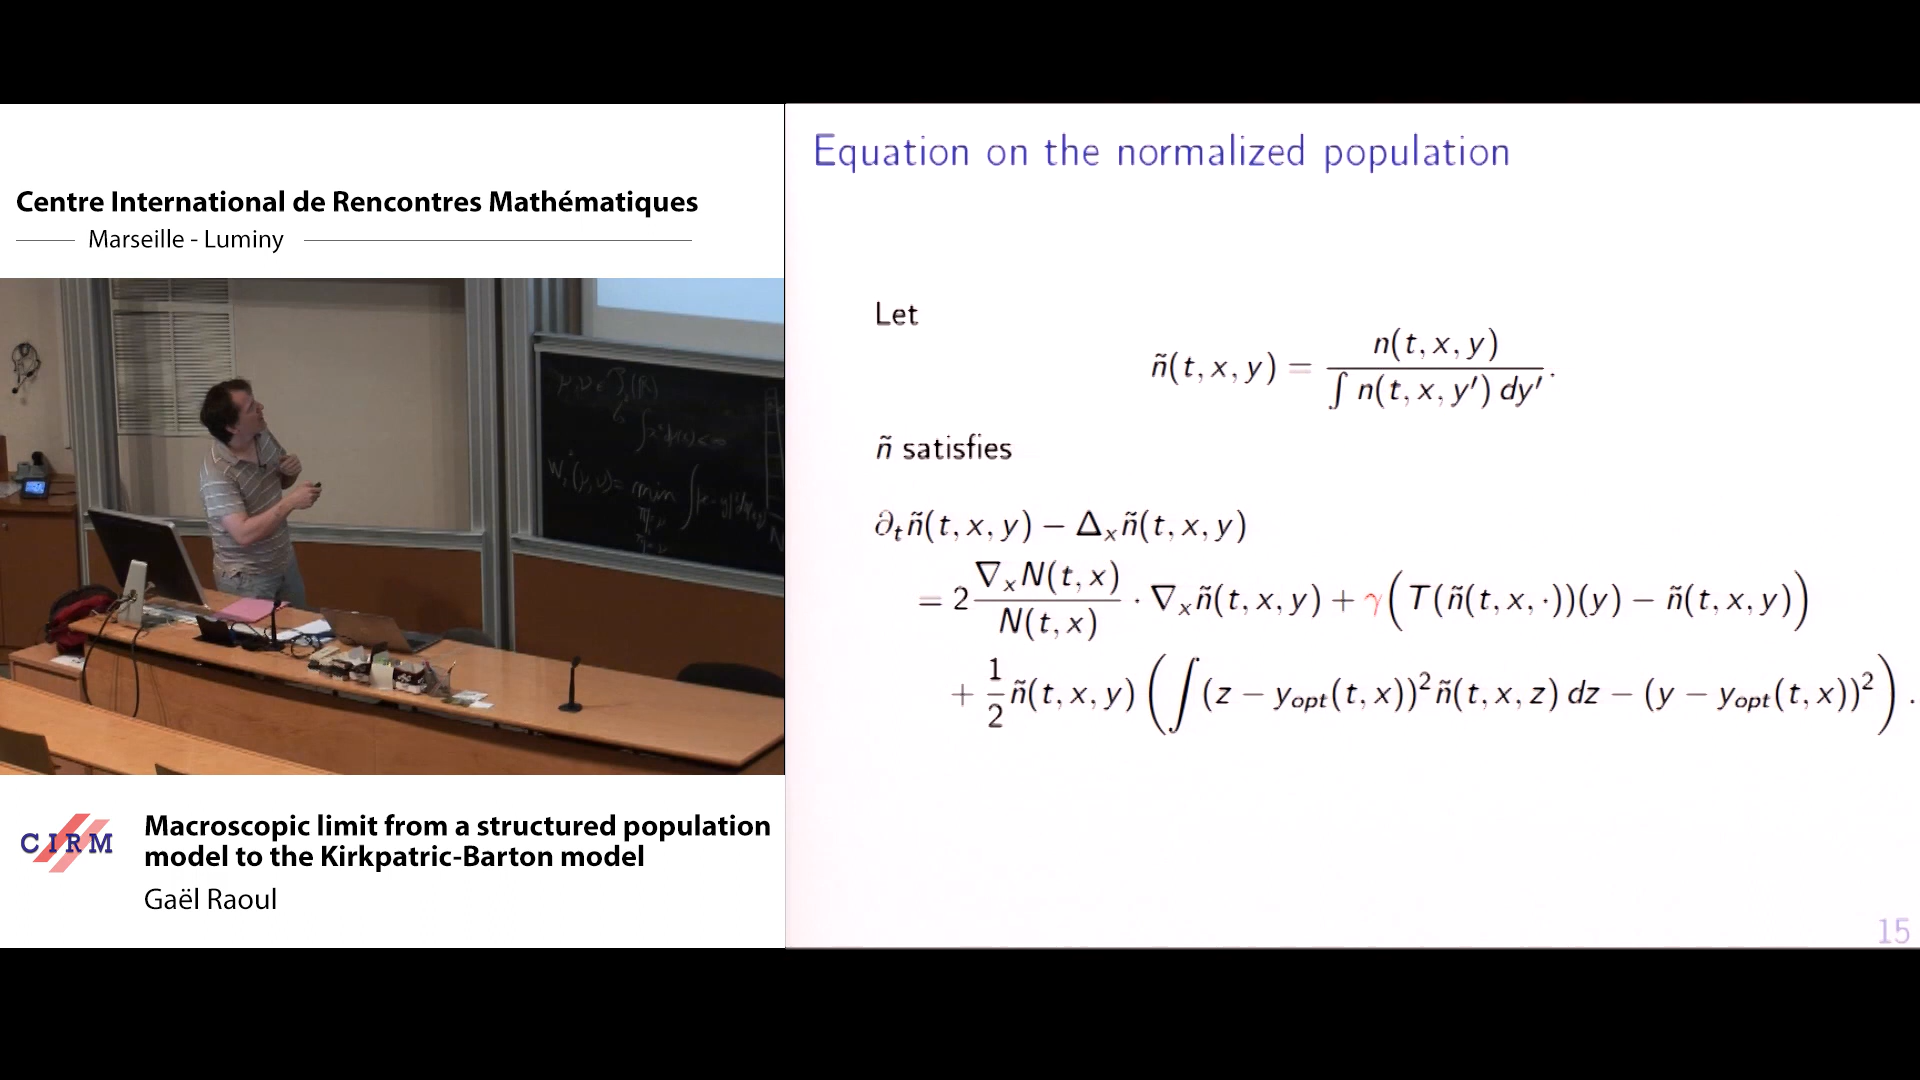 Centre International de Rencontres Mathématiques
Marseille - Luminy
CIRM
Macroscopic limit from a structured population
model to the Kirkpatric-Barton model
Gaël Raoul
Equation on the normalized population
Let
ñ(t, x, y) = n(t, x, y) / ∫ n(t, x, y′) dy′ .
ñ satisfies
∂ₜñ(t, x, y) − Δₓñ(t, x, y)
= 2 ∇ₓN(t, x) / N(t, x) · ∇ₓñ(t, x, y) + γ(T(ñ(t, x, ·))(y) − ñ(t, x, y))
+ 1/2 ñ(t, x, y) (∫(z − y_opt(t, x))² ñ(t, x, z) dz − (y − y_opt(t, x))²) .
15